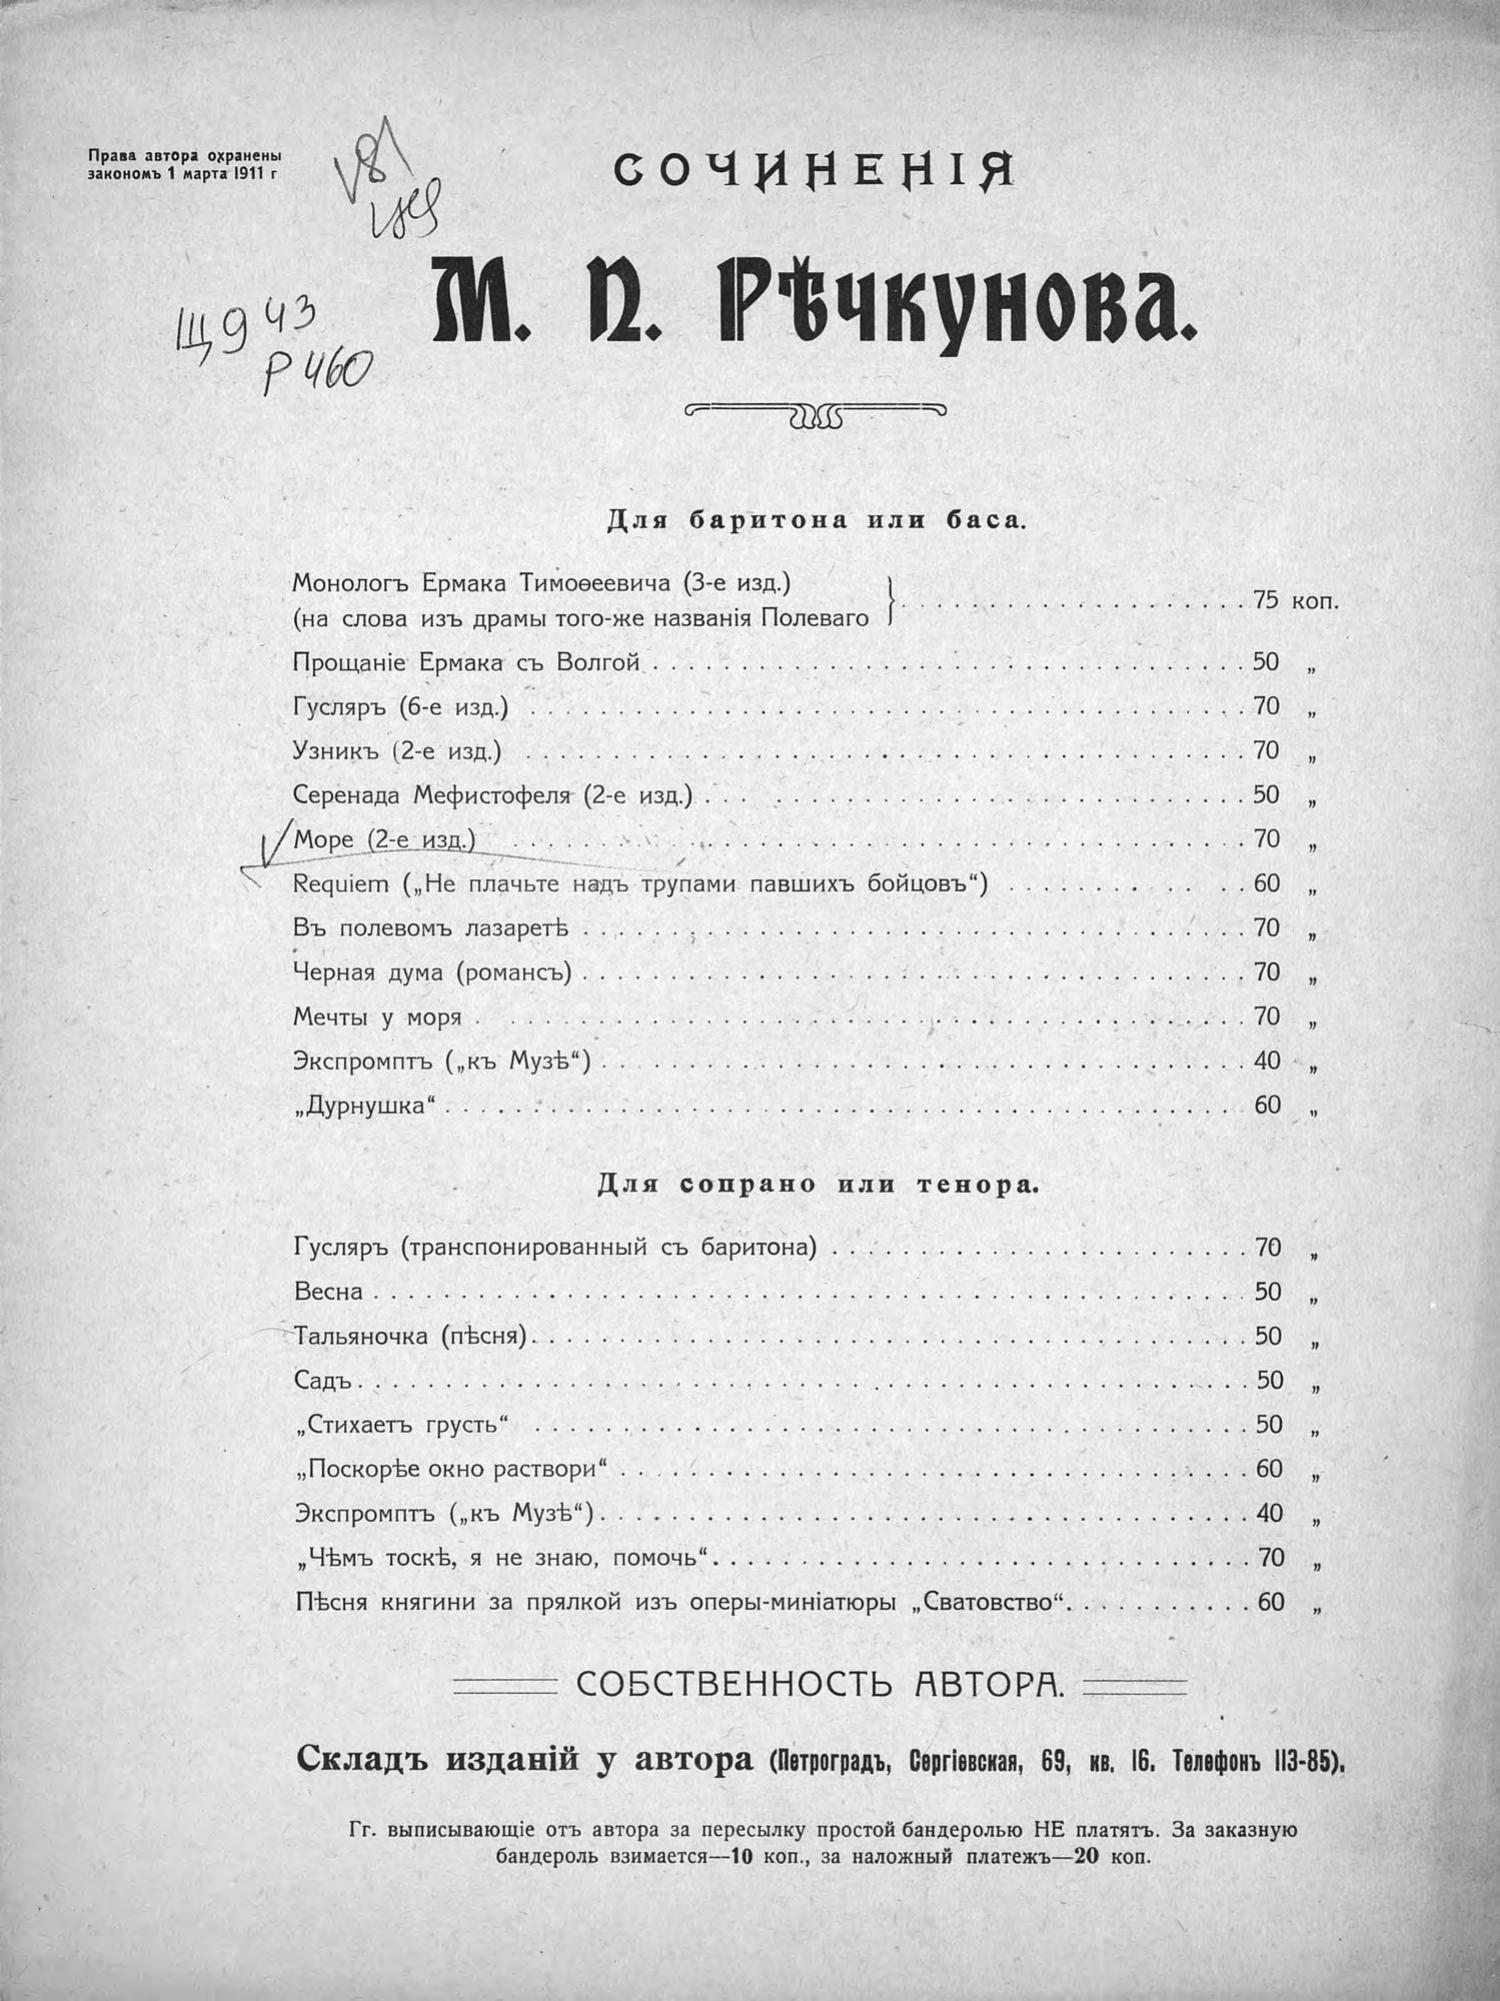 Права автора охранены
закономъ 1 марта 1911 г
Щ9 43
Р 460
СОЧИНЕНІЯ
М. П. Рѣчкунова.
Для баритона или баса.
Монологъ Ермака Тимоѳеевича (3-е изд.)
(на слова изъ драмы того-же названія Полеваго } . . . . . . . . 75 коп.
Прощаніе Ермака съ Волгой . . . . . . . . 50 „
Гусляръ (6-е изд.) . . . . . . . . 70 „
Узникъ (2-е изд.) . . . . . . . . 70 „
Серенада Мефистофеля (2-е изд.) . . . . . . . . 50 „
Море (2-е изд.) . . . . . . . . 70 „
Requiem („Не плачьте надъ трупами павшихъ бойцовъ“) . . . . . . . . 60 „
Въ полевомъ лазаретѣ . . . . . . . . 70 „
Черная дума (романсъ) . . . . . . . . 70 „
Мечты у моря . . . . . . . . 70 „
Экспромптъ („къ Музѣ“) . . . . . . . . 40 „
„Дурнушка“ . . . . . . . . 60 „
Для сопрано или тенора.
Гусляръ (транспонированный съ баритона) . . . . . . . . 70 „
Весна . . . . . . . . 50 „
Тальяночка (пѣсня) . . . . . . . . 50 „
Садъ . . . . . . . . 50 „
„Стихаетъ грусть“ . . . . . . . . 50 „
„Поскорѣе окно раствори“ . . . . . . . . 60 „
Экспромптъ („къ Музѣ“) . . . . . . . . 40 „
„Чѣмъ тоскѣ, я не знаю, помочь“ . . . . . . . . 70 „
Пѣсня княгини за прялкой изъ оперы-миніатюры „Сватовство“ . . . . . . . . 60 „
СОБСТВЕННОСТЬ АВТОРА.
Складъ изданій у автора (Петроградъ, Сергіевская, 69, кв. 16. Телефонъ 113-85).
Гг. выписывающіе отъ автора за пересылку простой бандеролью НЕ платятъ. За заказную
бандероль взимается—10 коп., за наложный платежъ—20 коп.